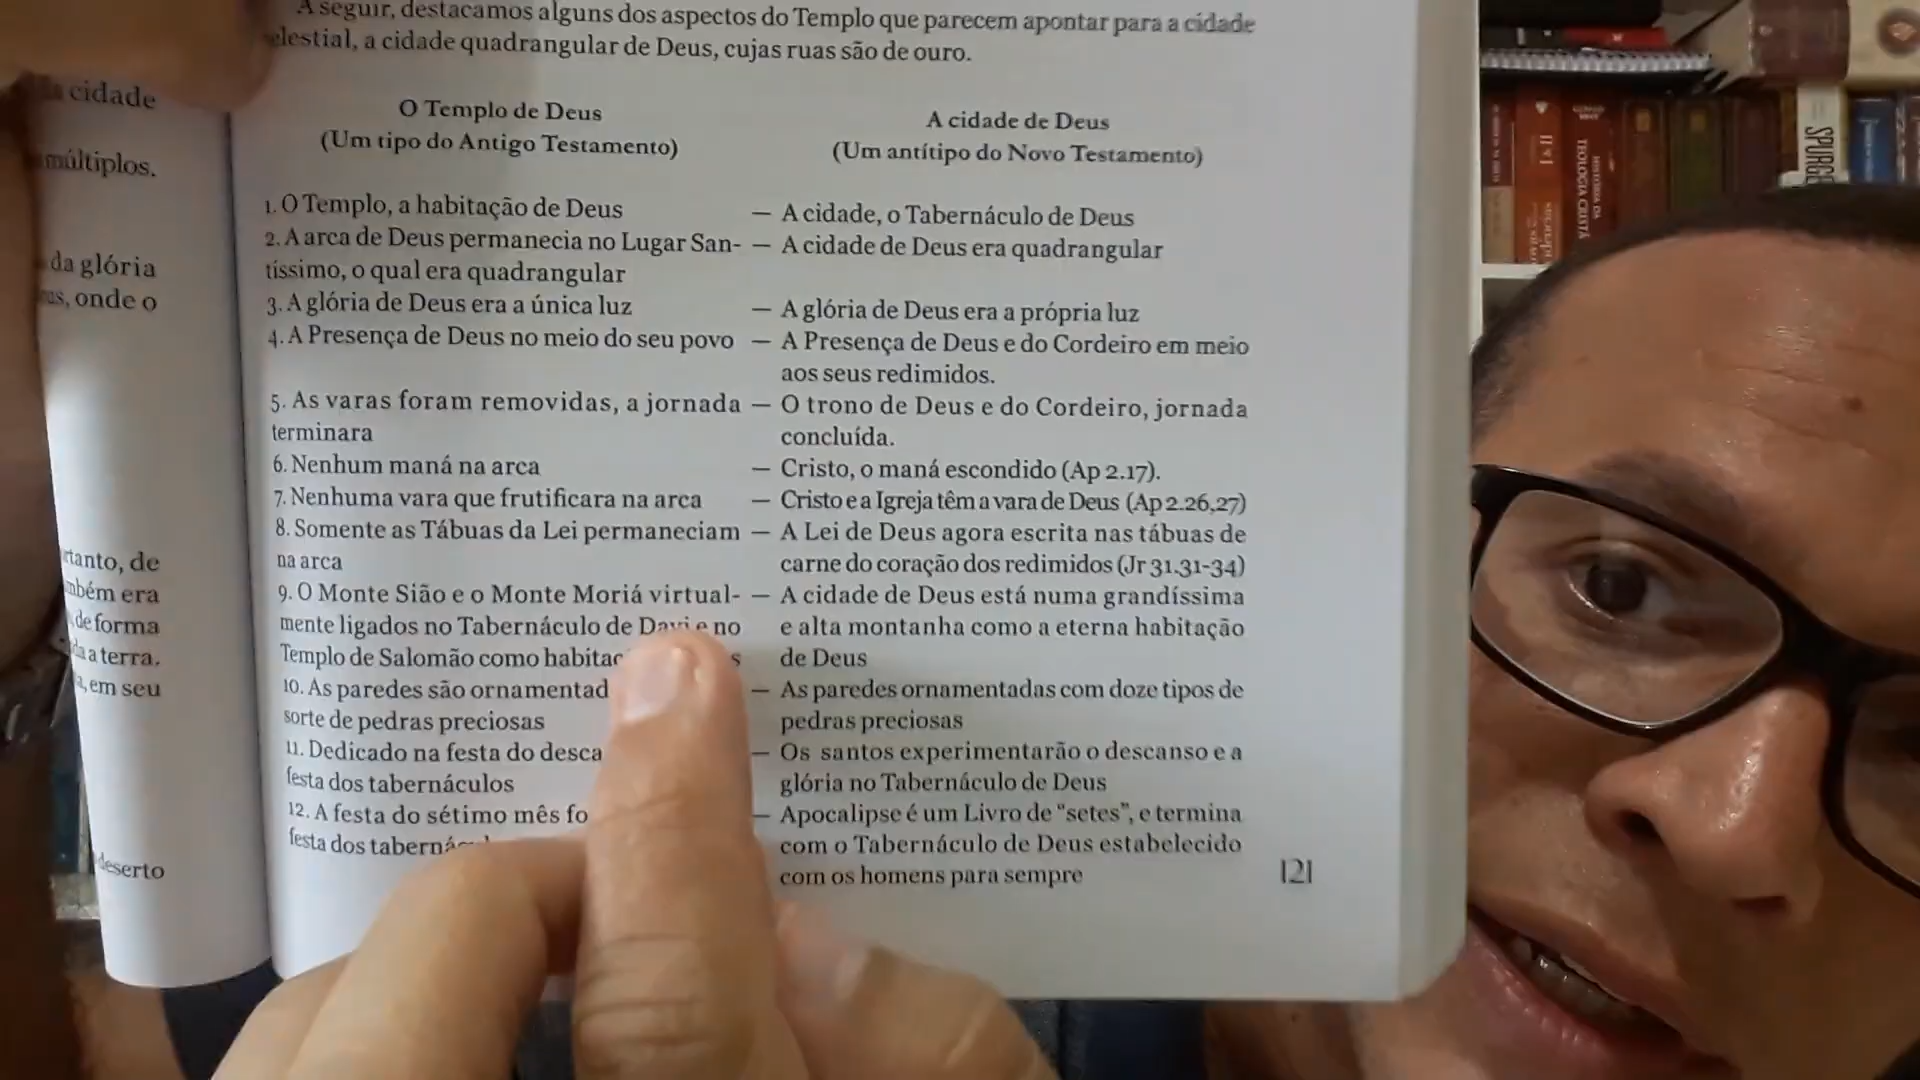 A seguir, destacamos alguns dos aspectos do Templo que parecem apontar para a cidade
elestial, a cidade quadrangular de Deus, cujas ruas são de ouro.
O Templo de Deus
(Um tipo do Antigo Testamento)
1. O Templo, a habitação de Deus
2. A arca de Deus permanecia no Lugar San-
tíssimo, o qual era quadrangular
3. A glória de Deus era a única luz
4. A Presença de Deus no meio do seu povo
5. As varas foram removidas, a jornada
terminara
6. Nenhum maná na arca
7. Nenhuma vara que frutificara na arca
8. Somente as Tábuas da Lei permaneciam
na arca
9. O Monte Sião e o Monte Moriá virtual-
mente ligados no Tabernáculo de Davi e no
Templo de Salomão como
10. As paredes são
sorte de pedras preciosas
11. Dedicado na festa do
festa dos tabernáculos
12. A festa do sétimo mês
festa dos
A cidade de Deus
(Um antítipo do Novo Testamento)
— A cidade, o Tabernáculo de Deus
— A cidade de Deus era quadrangular
— A glória de Deus era a própria luz
— A Presença de Deus e do Cordeiro em meio
aos seus redimidos.
— O trono de Deus e do Cordeiro, jornada
concluída.
— Cristo, o maná escondido (Ap 2.17).
— Cristo e a Igreja têm a vara de Deus (Ap 2.26,27)
— A Lei de Deus agora escrita nas tábuas de
carne do coração dos redimidos (Jr 31.31-34)
— A cidade de Deus está numa grandíssima
e alta montanha como a eterna habitação
de Deus
— As paredes ornamentadas com doze tipos de
pedras preciosas
— Os santos experimentarão o descanso e a
glória no Tabernáculo de Deus
— Apocalipse é um Livro de “setes”, e termina
com o Tabernáculo de Deus estabelecido
com os homens para sempre
121
cidade
múltiplos.
da glória
onde o
de
era
de forma
a terra.
em seu
deserto
HISTÓRIA DA
TEOLOGIA CRISTÃ